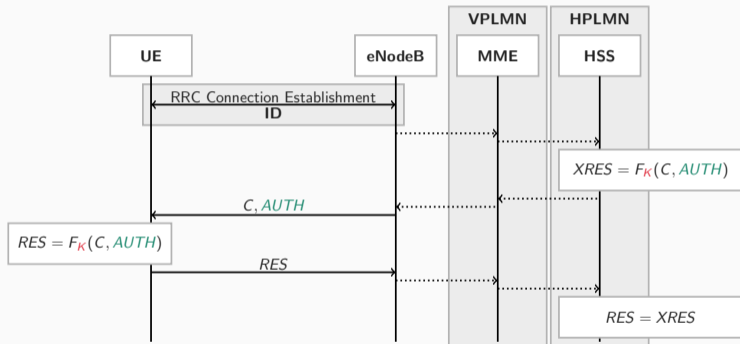 VPLMN HPLMN
UE eNodeB MME HSS
RRC Connection Establishment
ID
XRES = F_K(C, AUTH)
C, AUTH
RES = F_K(C, AUTH)
RES
RES = XRES